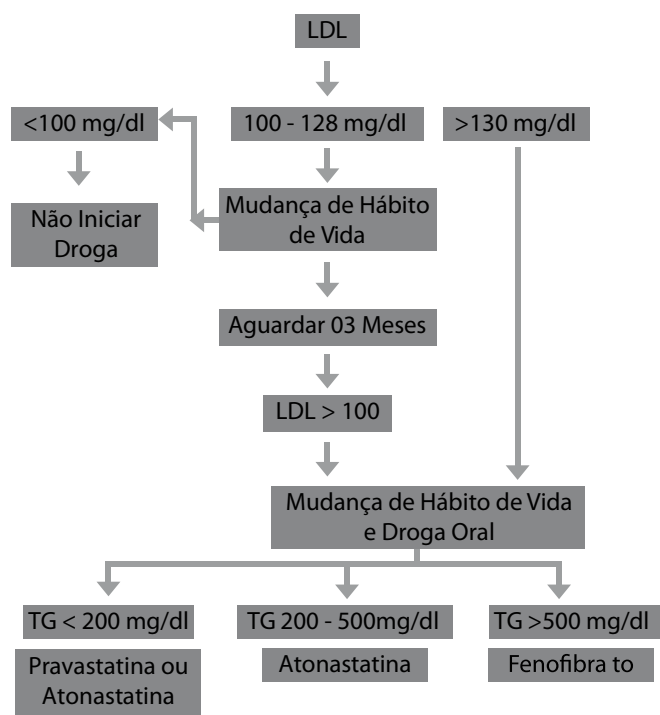 LDL
<100 mg/dl
100 - 128 mg/dl
>130 mg/dl
Não Iniciar
Droga
Mudança de Hábito
de Vida
Aguardar 03 Meses
LDL > 100
Mudança de Hábito de Vida
e Droga Oral
TG < 200 mg/dl
TG 200 - 500mg/dl
TG >500 mg/dl
Pravastatina ou
Atonastatina
Atonastatina
Fenofibra to